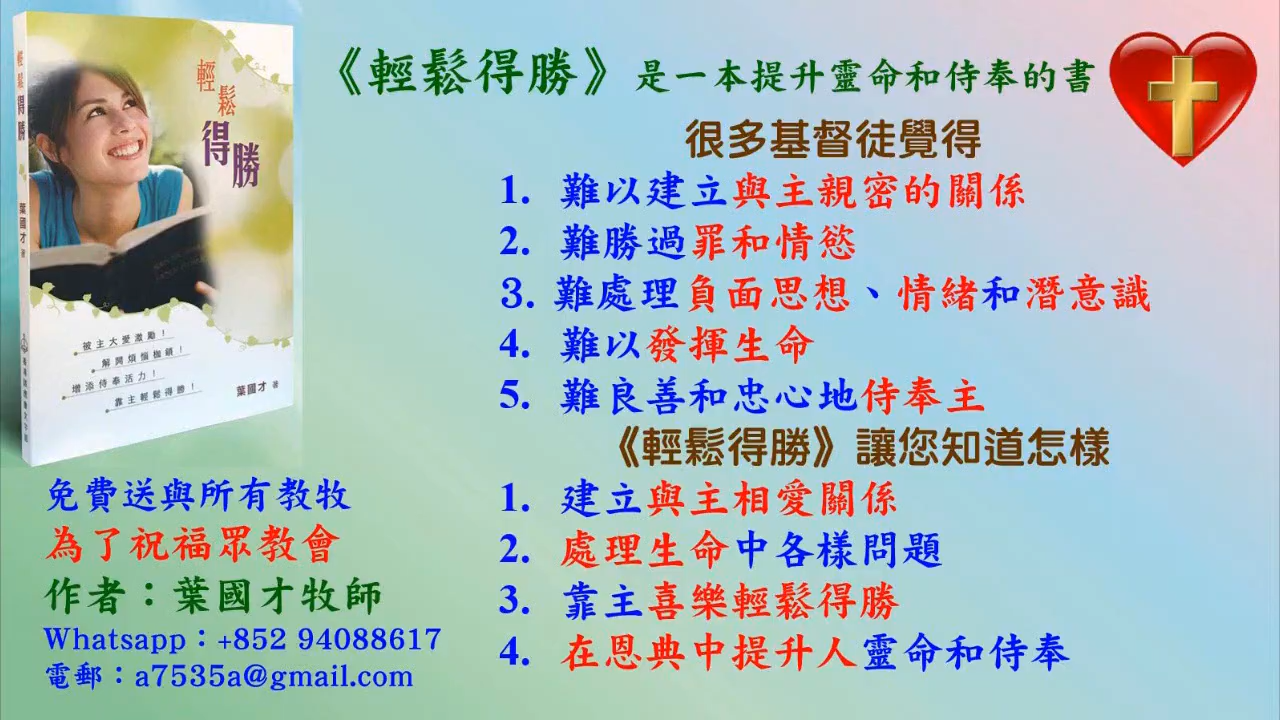 《輕鬆得勝》是一本提升靈命和侍奉的書
很多基督徒覺得
1. 難以建立與主親密的關係
2. 難勝過罪和情慾
3. 難處理負面思想、情緒和潛意識
4. 難以發揮生命
5. 難良善和忠心地侍奉主
《輕鬆得勝》讓您知道怎樣
1. 建立與主相愛關係
2. 處理生命中各樣問題
3. 靠主喜樂輕鬆得勝
4. 在恩典中提升人靈命和侍奉
輕鬆
得勝
被主大愛激勵！
解開煩惱枷鎖！
增添侍奉活力！
靠主輕鬆得勝！
葉國才 著
輕鬆得勝
葉國才 著
免費送與所有教牧
為了祝福眾教會
作者：葉國才牧師
Whatsapp：+852 94088617
電郵：a7535a@gmail.com